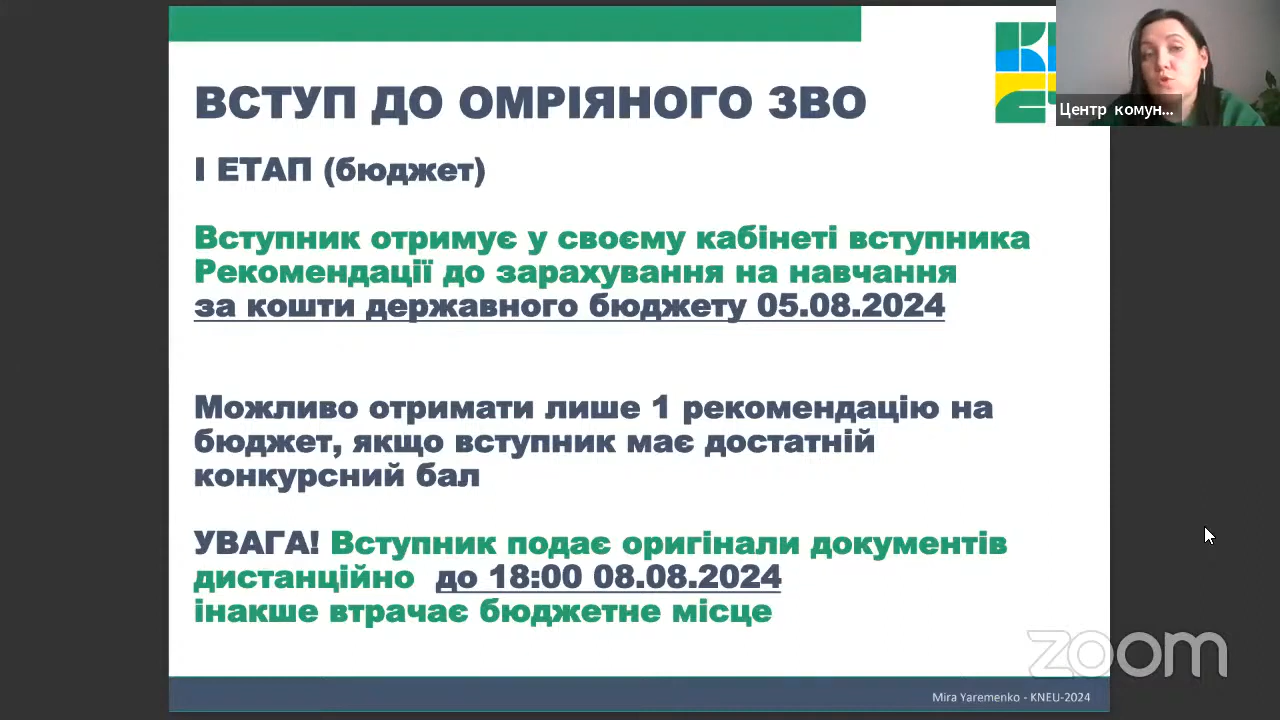 ВСТУП ДО ОМРІЯНОГО ЗВО
І ЕТАП (бюджет)
Вступник отримує у своєму кабінеті вступника
Рекомендації до зарахування на навчання
за кошти державного бюджету 05.08.2024
Можливо отримати лише 1 рекомендацію на
бюджет, якщо вступник має достатній
конкурсний бал
УВАГА! Вступник подає оригінали документів
дистанційно до 18:00 08.08.2024
інакше втрачає бюджетне місце
Центр комун...
zoom
Mira Yaremenko - KNEU-2024